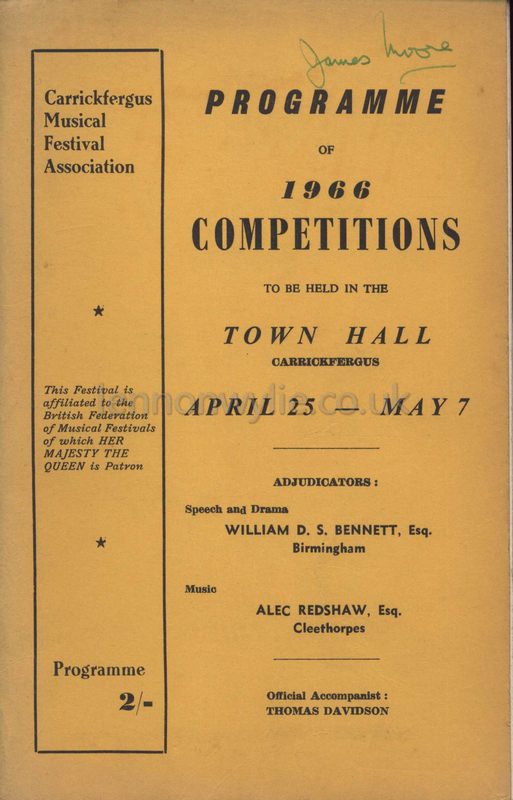 James Moore
Carrickfergus
Musical
Festival
Association
★
This Festival is
affiliated to the
British Federation
of Musical Festivals
of which HER
MAJESTY THE
QUEEN is Patron
★
Programme
2/-
PROGRAMME
OF
1966
COMPETITIONS
TO BE HELD IN THE
TOWN HALL
CARRICKFERGUS
APRIL 25 — MAY 7
ADJUDICATORS :
Speech and Drama
WILLIAM D. S. BENNETT, Esq.
Birmingham
Music
ALEC REDSHAW, Esq.
Cleethorpes
Official Accompanist :
THOMAS DAVIDSON
lennonwylie.co.uk